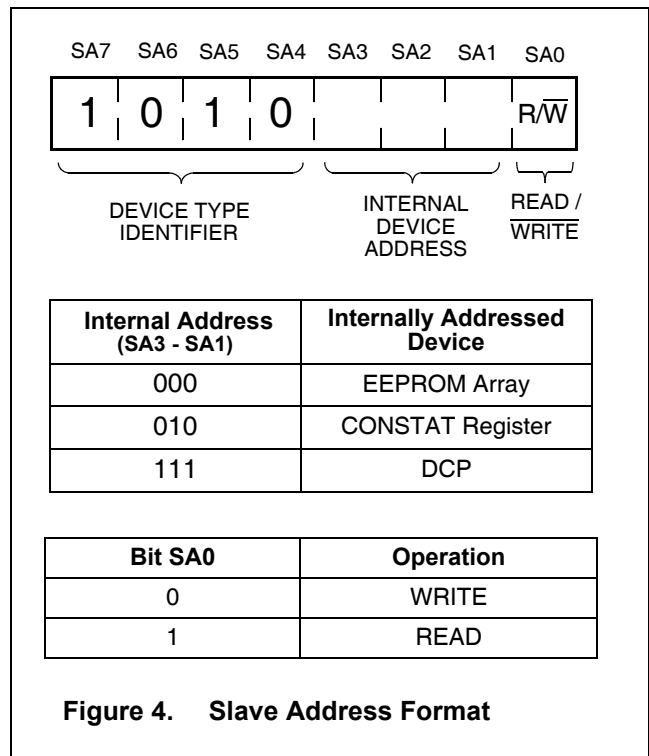 SA7 SA6 SA5 SA4 SA3 SA2 SA1 SA0
1 0 1 0 R/W̅
DEVICE TYPE
IDENTIFIER
INTERNAL
DEVICE
ADDRESS
READ /
W̅R̅I̅T̅E̅
Internal Address
(SA3 - SA1)
Internally Addressed
Device
000 EEPROM Array
010 CONSTAT Register
111 DCP
Bit SA0 Operation
0 WRITE
1 READ
Figure 4. Slave Address Format